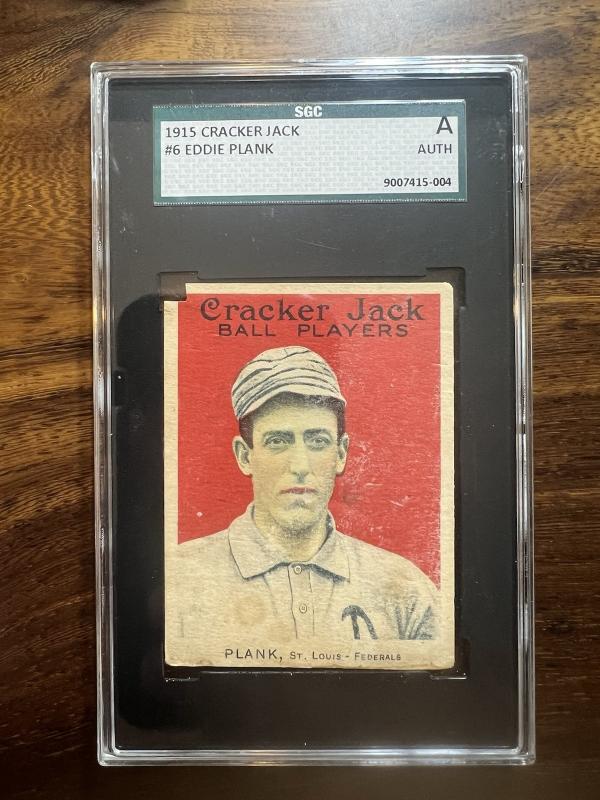 SGC
1915 CRACKER JACK
#6 EDDIE PLANK
A
AUTH
9007415-004
Cracker Jack
BALL PLAYERS
PLANK, ST. LOUIS - FEDERALS